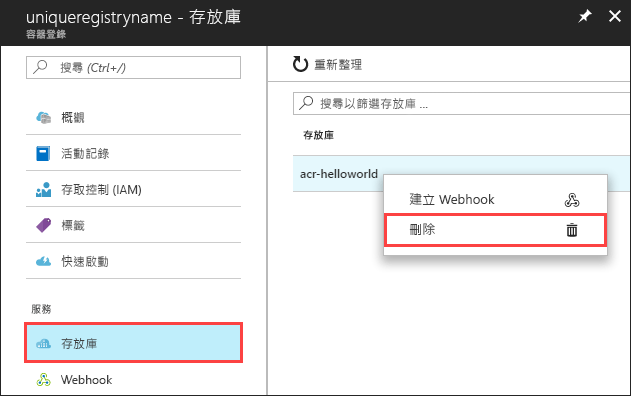 uniqueregistryname - 存放庫
容器登錄
搜尋 (Ctrl+/)
概觀
活動記錄
存取控制 (IAM)
標籤
快速啟動
服務
存放庫
Webhook
重新整理
搜尋以篩選存放庫 ...
存放庫
acr-helloworld
建立 Webhook
刪除